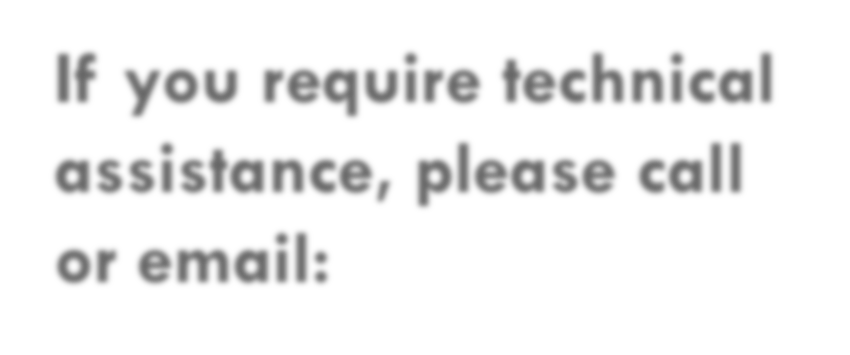 If you require technical
assistance, please call
or email: